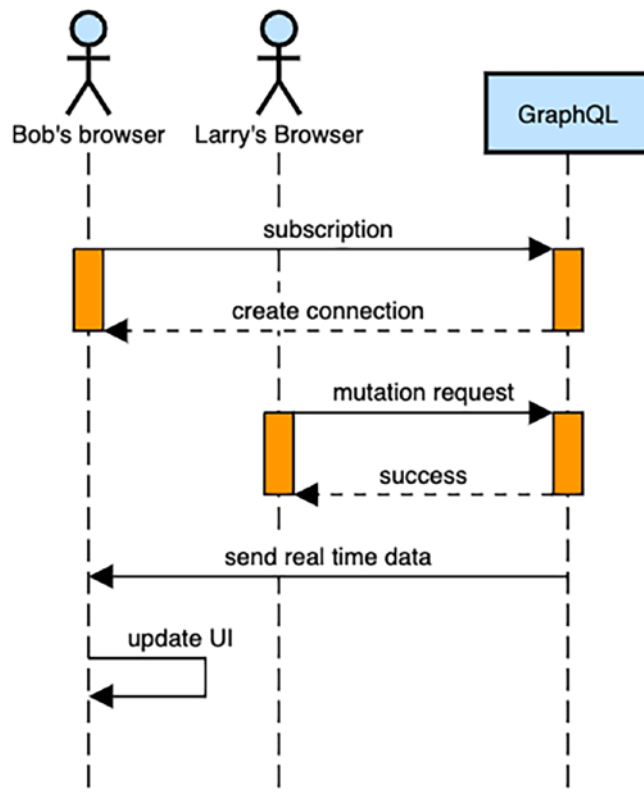 GraphQL
Bob's browser
Larry's Browser
subscription
create connection
mutation request
success
send real time data
update UI